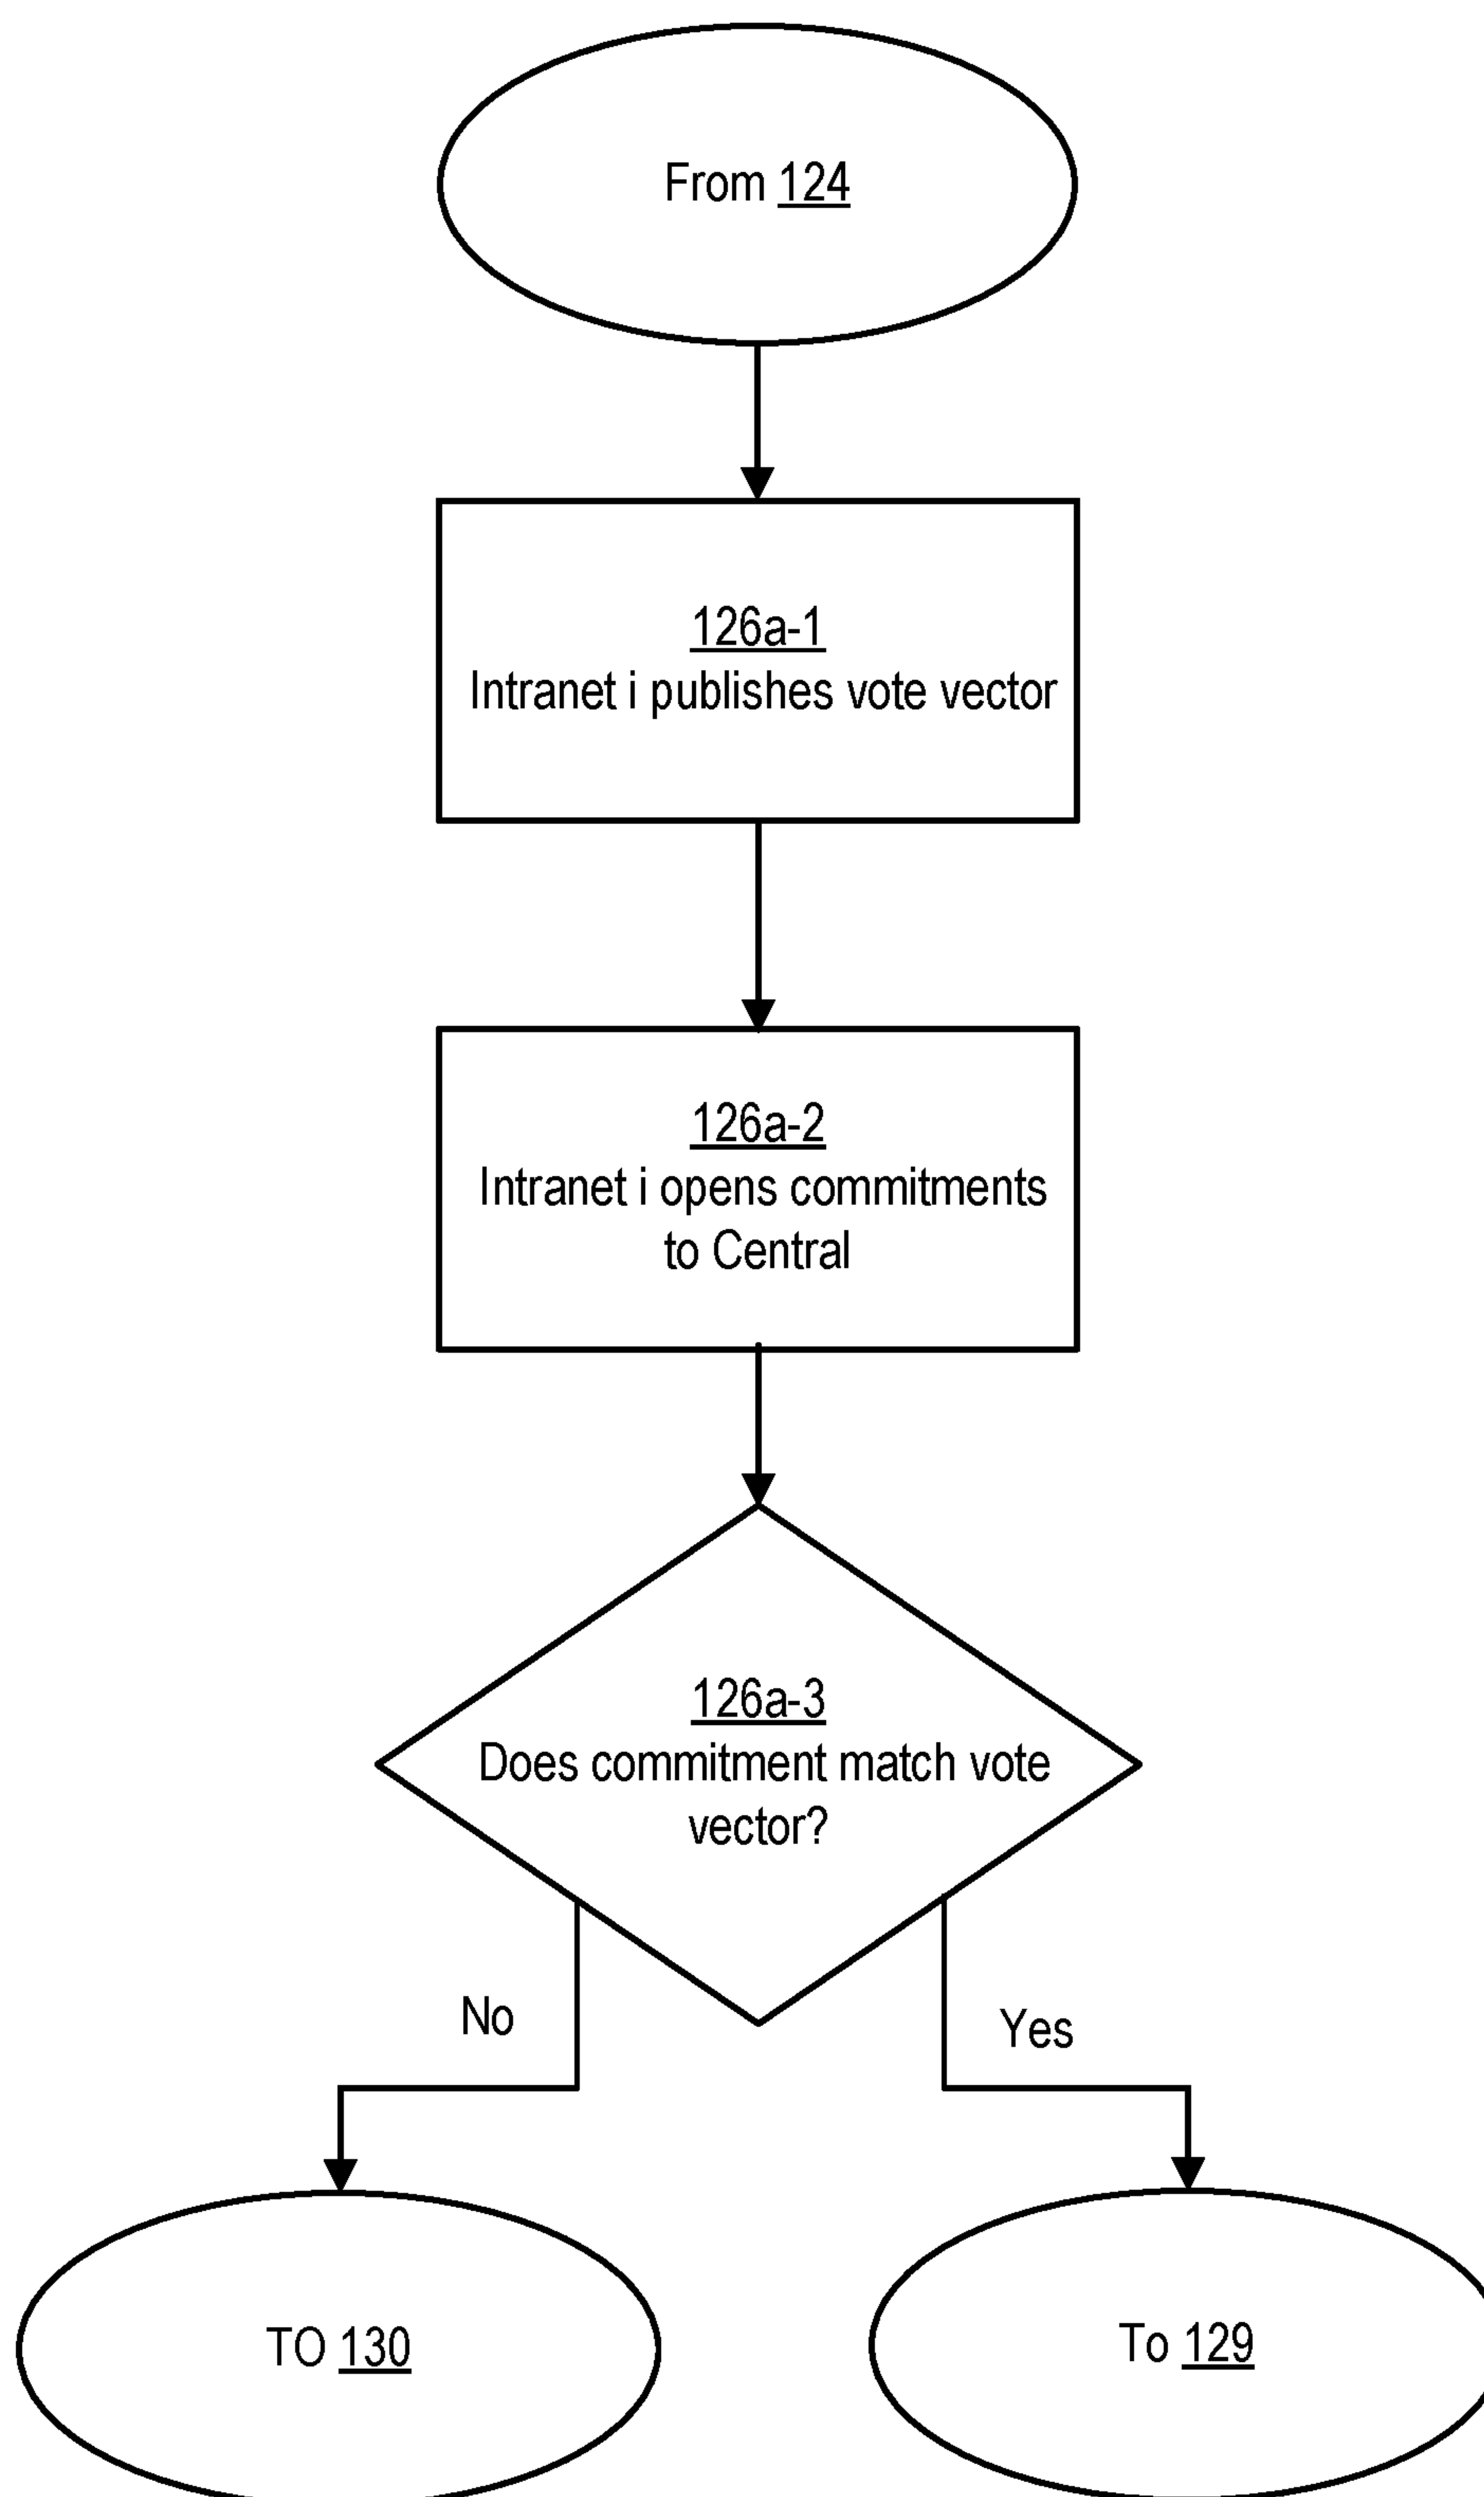 From 124
126a-1
Intranet i publishes vote vector
126a-2
Intranet i opens commitments
to Central
126a-3
Does commitment match vote
vector?
No
Yes
TO 130
To 129